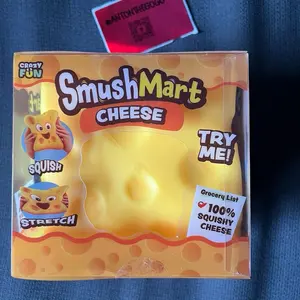 CRAZY
FUN
SmushMart
CHEESE
TRY
ME!
SQUISH
STRETCH
Grocery List
100%
SQUISHY
CHEESE